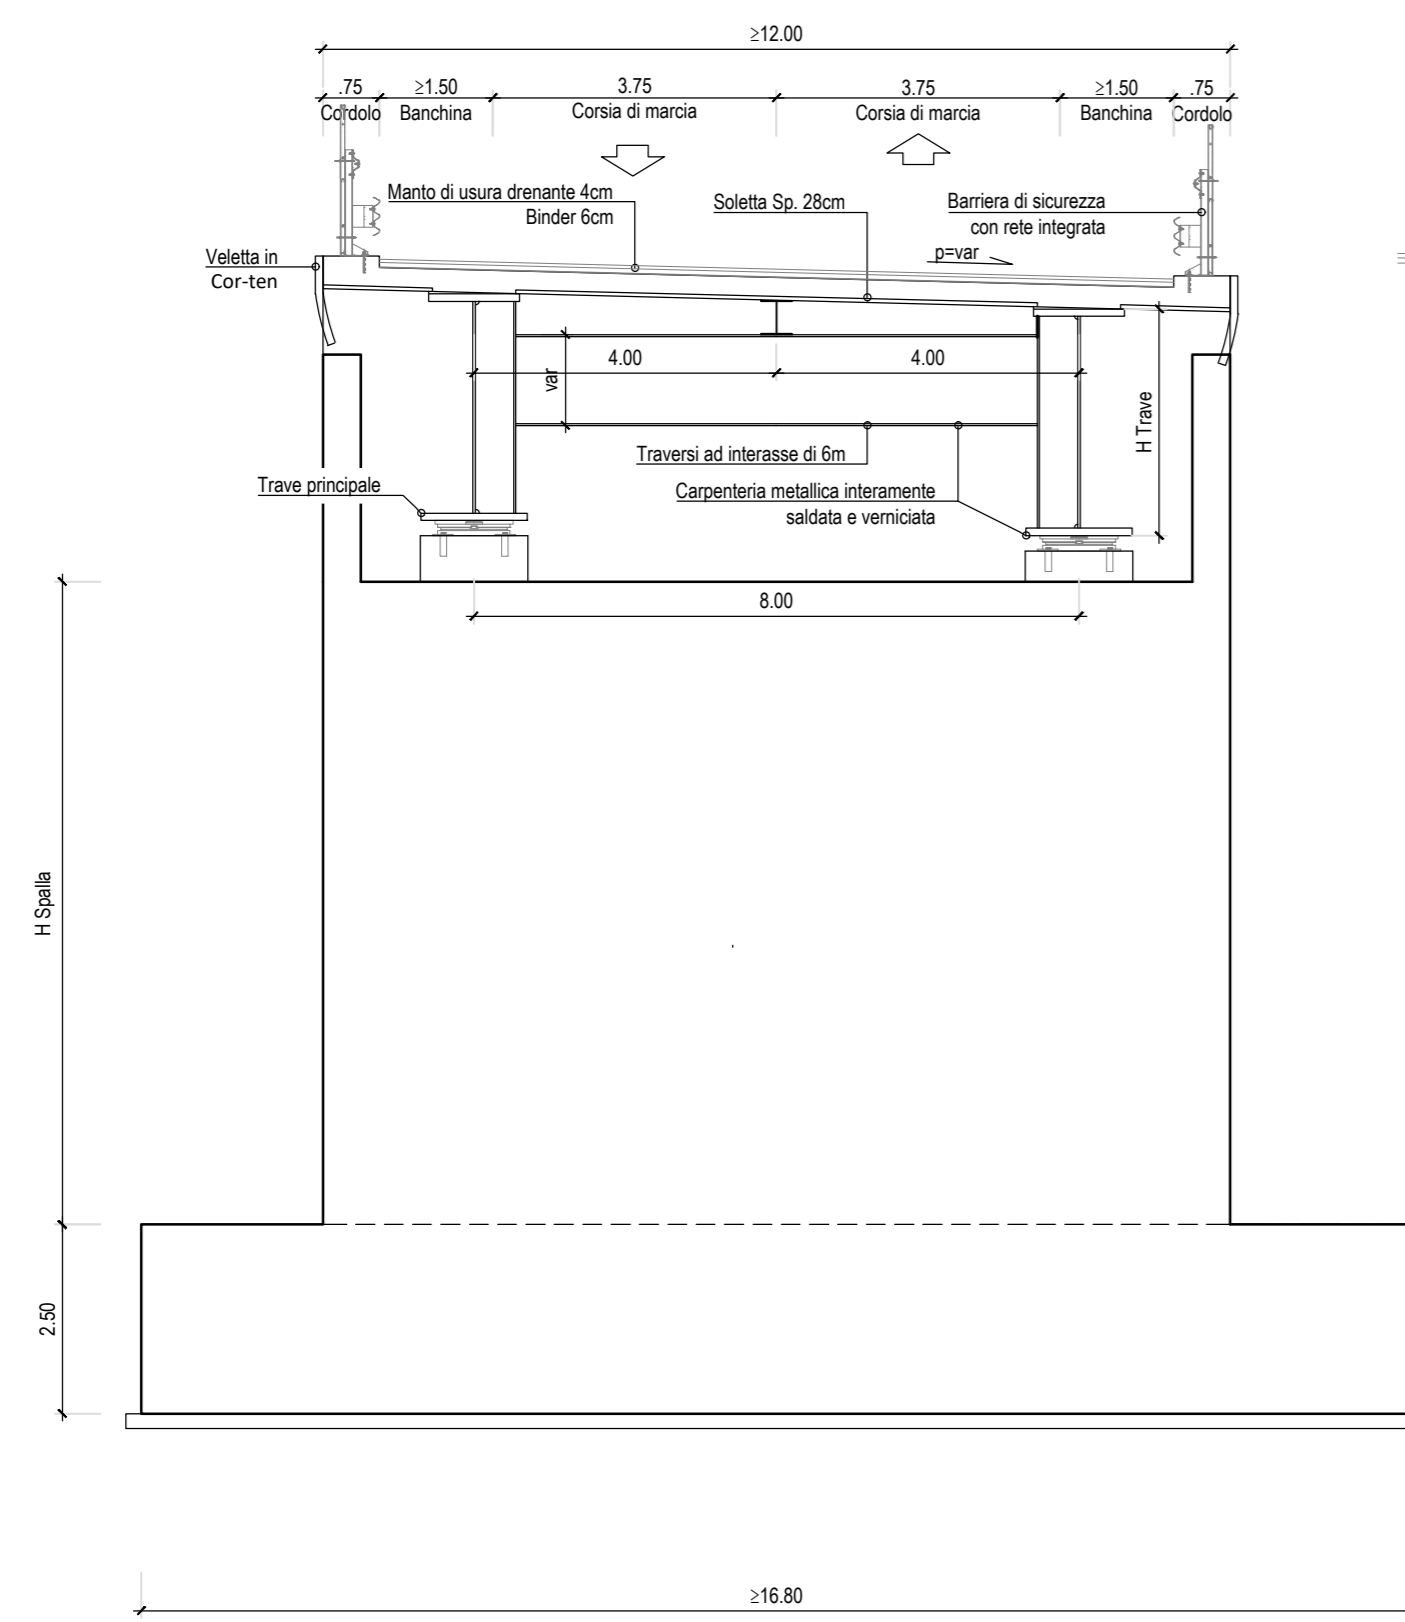 ≥12.00
.75 ≥1.50 3.75 3.75 ≥1.50 .75
Cordolo Banchina Corsia di marcia Corsia di marcia Banchina Cordolo
Manto di usura drenante 4cm
Binder 6cm
Soletta Sp. 28cm
Barriera di sicurezza
con rete integrata
p=var
Veletta in
Cor-ten
4.00 4.00
var
H Trave
Traversi ad interasse di 6m
Trave principale
Carpenteria metallica interamente
saldata e verniciata
8.00
H Spalla
2.50
≥16.80